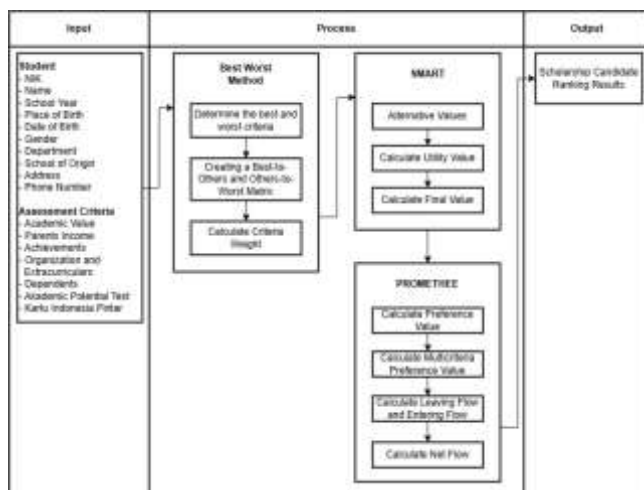 Input
Process
Output
Student
- NIK
- Name
- School Year
- Place of Birth
- Date of Birth
- Gender
- Department
- School of Origin
- Address
- Phone Number
Assessment Criteria
- Academic Value
- Parents Income
- Achievements
- Organization and
Extracurriculars
- Dependents
- Akademic Potential Test
- Kartu Indonesia Pintar
Best Worst
Method
Determine the best and
worst criteria
Creating a Best-to-
Others and Others-to-
Worst Matrix
Calculate Criteria
Weight
SMART
Alternative Values
Calculate Utility Value
Calculate Final Value
PROMETHEE
Calculate Preference
Value
Calculate Multicriteria
Preference Value
Calculate Leaving Flow
and Entering Flow
Calculate Net Flow
Scholarship Candidate
Ranking Results